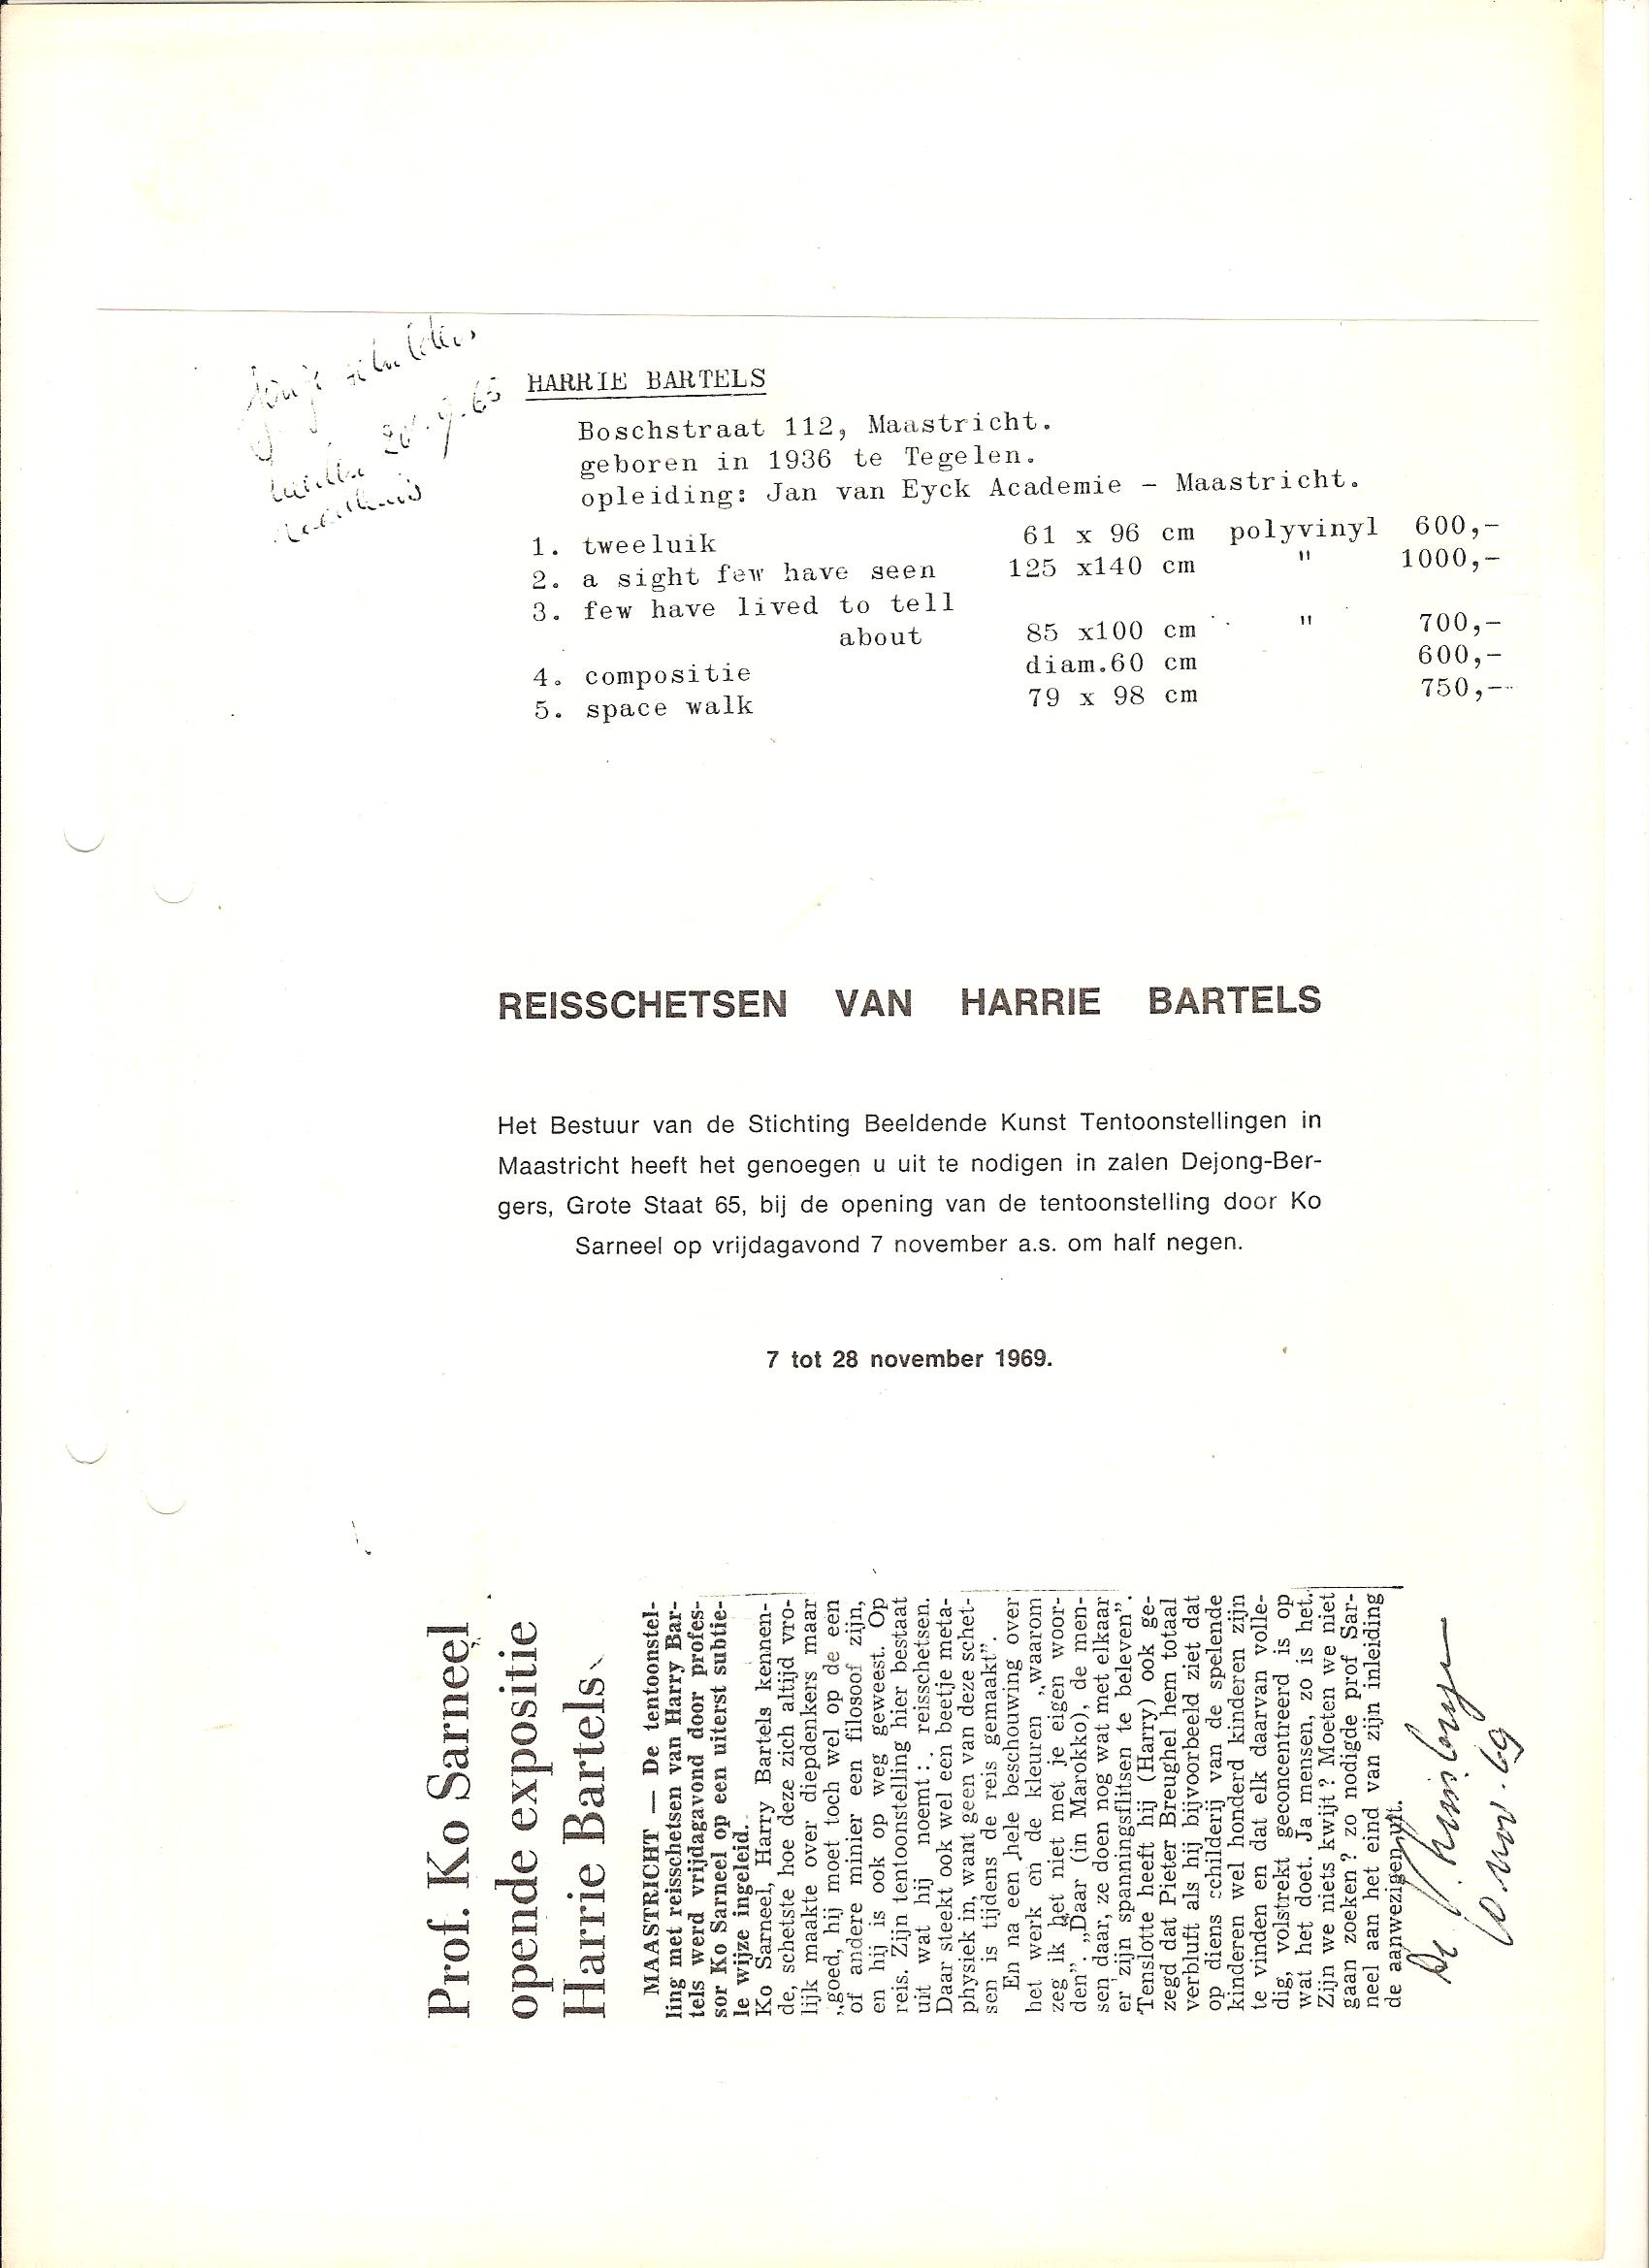 HARRIE BARTELS
Boschstraat 112, Maastricht.
geboren in 1936 te Tegelen.
opleiding: Jan van Eyck Academie - Maastricht.
1. tweeluik 61 x 96 cm polyvinyl 600,-
2. a sight few have seen 125 x140 cm " 1000,-
3. few have lived to tell
about 85 x100 cm " 700,-
4. compositie diam.60 cm 600,-
5. space walk 79 x 98 cm 750,-
REISSCHETSEN VAN HARRIE BARTELS
Het Bestuur van de Stichting Beeldende Kunst Tentoonstellingen in
Maastricht heeft het genoegen u uit te nodigen in zalen Dejong-Ber-
gers, Grote Staat 65, bij de opening van de tentoonstelling door Ko
Sarneel op vrijdagavond 7 november a.s. om half negen.
7 tot 28 november 1969.
Prof. Ko Sarneel
opende expositie
Harrie Bartels
MAASTRICHT — De tentoonstel-
ling met reisschetsen van Harry Bar-
tels werd vrijdagavond door profes-
sor Ko Sarneel op een uiterst subtie-
le wijze ingeleid.
Ko Sarneel, Harry Bartels kennen-
de, schetste hoe deze zich altijd vro-
lijk maakte over diepdenkers maar
„goed, hij moet toch wel op de een
of andere minier een filosoof zijn,
en hij is ook op weg geweest. Op
reis. Zijn tentoonstelling hier bestaat
uit wat hij noemt: reisschetsen.
Daar steekt ook wel een beetje meta-
physiek in, want geen van deze schet-
sen is tijdens de reis gemaakt”.
En na een hele beschouwing over
het werk en de kleuren „waarom
zeg ik het niet met je eigen woor-
den”. „Daar (in Marokko), de men-
sen daar, ze doen nog wat met elkaar
er zijn spanningsflitsen te beleven”.
Tenslotte heeft hij (Harry) ook ge-
zegd dat Pieter Breughel hem totaal
verbluft als hij bijvoorbeeld ziet dat
op diens schilderij van de spelende
kinderen wel honderd kinderen zijn
te vinden en dat elk daarvan volle-
dig, volstrekt geconcentreerd is op
wat het doet. Ja mensen, zo is het.
Zijn we niets kwijt? Moeten we niet
gaan zoeken? zo nodigde prof Sar-
neel aan het eind van zijn inleiding
de aanwezigen uit.